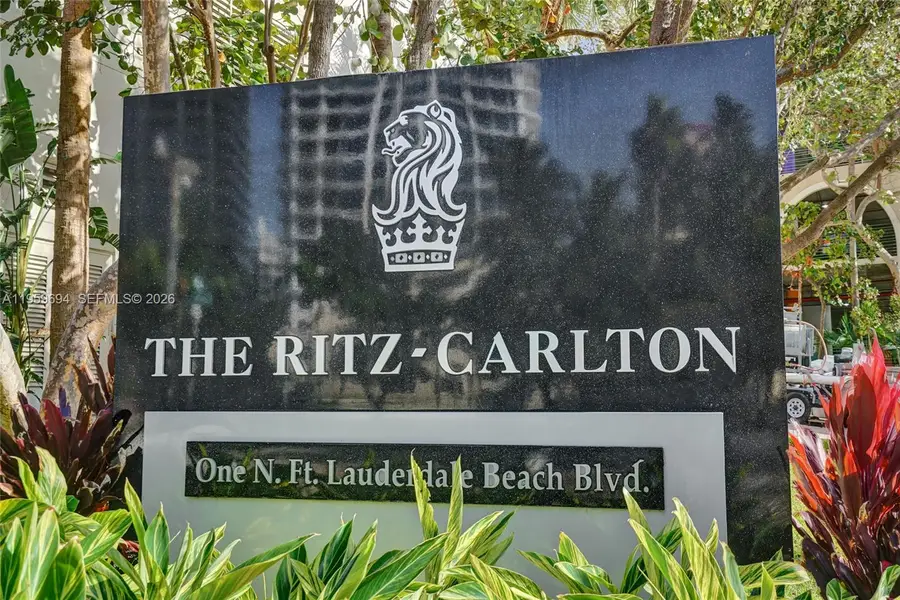 THE RITZ-CARLTON
One N. Ft. Lauderdale Beach Blvd.
A11953694 SEFMLS© 2026